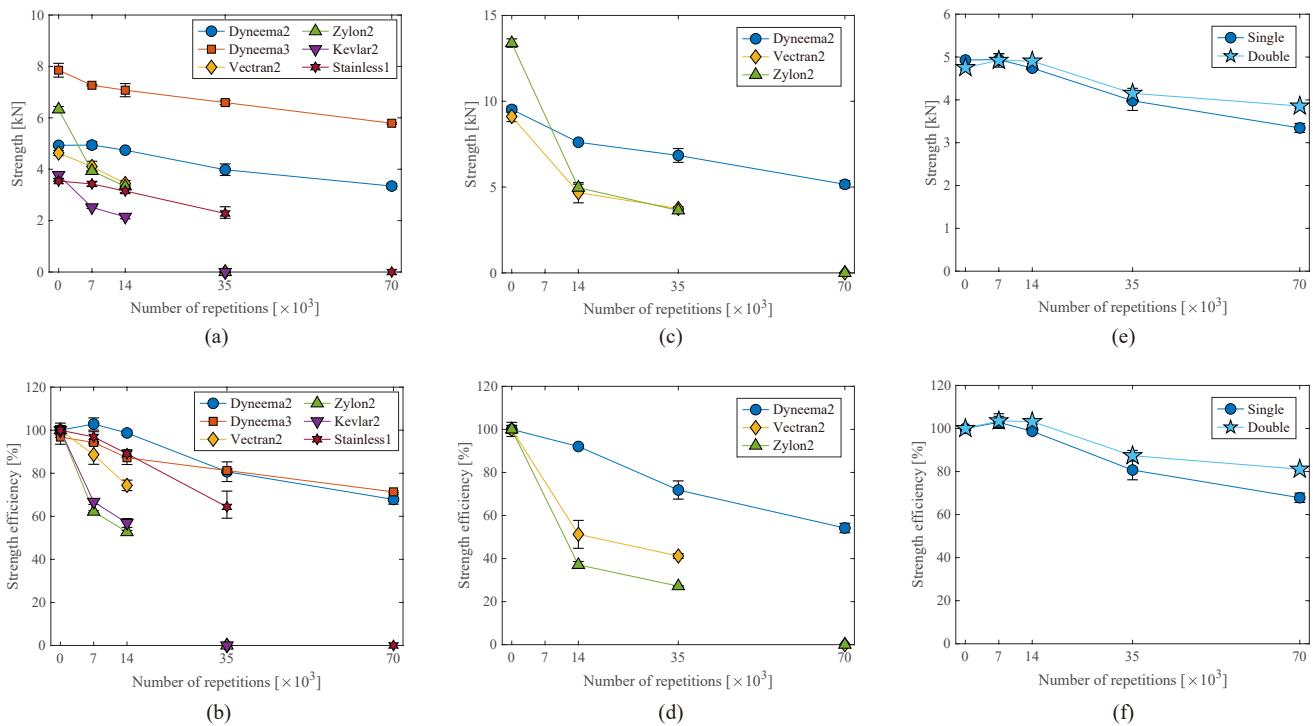 10
8
6
4
2
0
Strength [kN]
Dyneema2
Dyneema3
Vectran2
Zylon2
Kevlar2
Stainless1
0 7 14 35 70
Number of repetitions [×10³]
(a)
15
10
5
0
Strength [kN]
Dyneema2
Vectran2
Zylon2
0 7 14 35 70
Number of repetitions [×10³]
(c)
6
5
4
3
2
1
0
Strength [kN]
Single
Double
0 7 14 35 70
Number of repetitions [×10³]
(e)
120
100
80
60
40
20
0
Strength efficieney [%]
Dyneema2
Dyneema3
Vectran2
Zylon2
Kevlar2
Stainless1
0 7 14 35 70
Number of repetitions [×10³]
(b)
120
100
80
60
40
20
0
Strength efficiency [%]
Dyneema2
Vectran2
Zylon2
0 7 14 35 70
Number of repetitions [×10³]
(d)
120
100
80
60
40
20
0
Strength efficiency [%]
Single
Double
0 7 14 35 70
Number of repetitions [×10³]
(f)